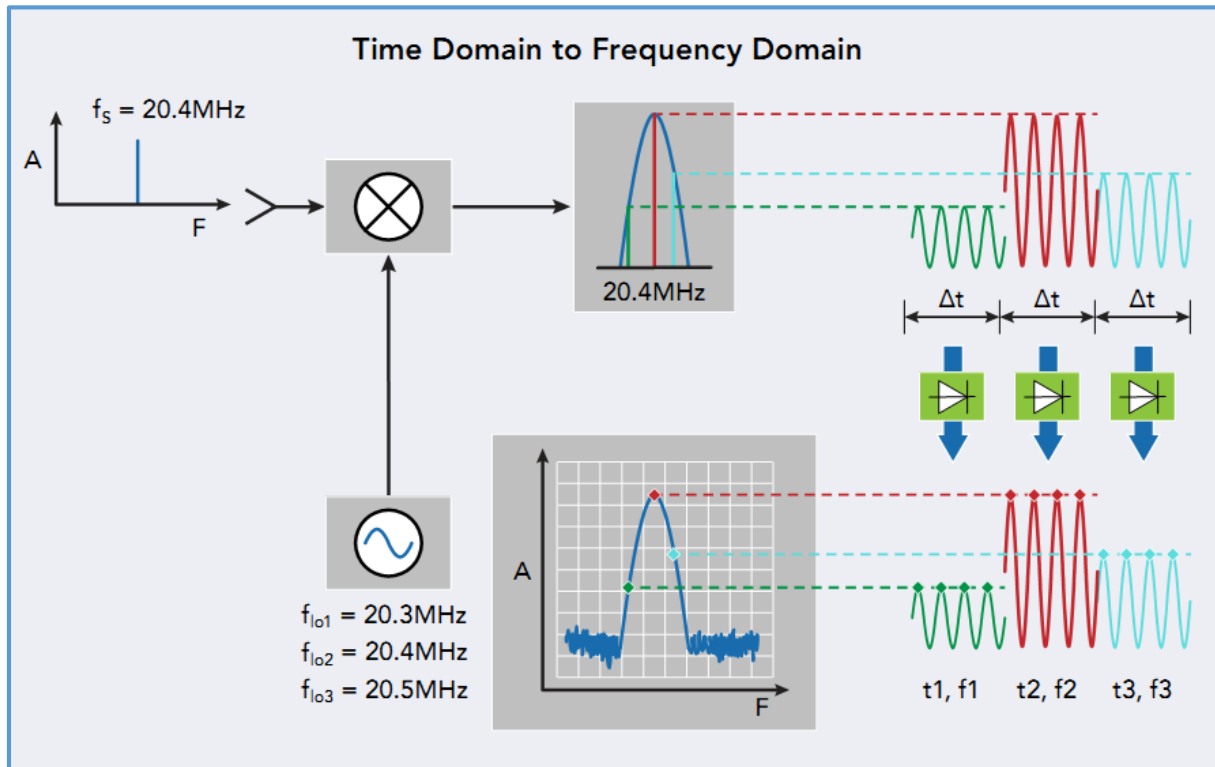 Time Domain to Frequency Domain
fₛ = 20.4MHz
A
F
20.4MHz
Δt Δt Δt
A
F
fₗₒ₁ = 20.3MHz
fₗₒ₂ = 20.4MHz
fₗₒ₃ = 20.5MHz
t1, f1 t2, f2 t3, f3